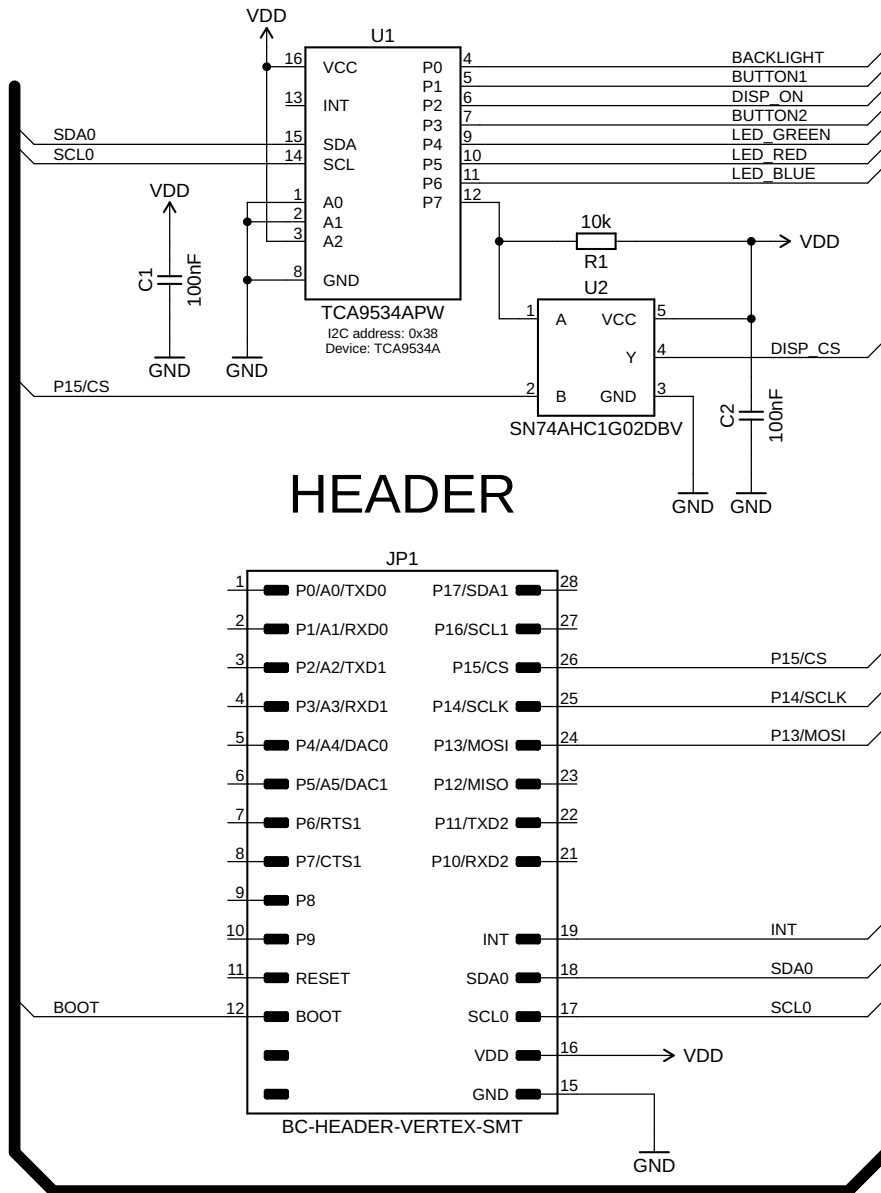 VDD
U1
16 VCC P0 4 BACKLIGHT
P1 5 BUTTON1
13 INT P2 6 DISP_ON
P3 7 BUTTON2
SDA0 15 SDA P4 9 LED_GREEN
SCL0 14 SCL P5 10 LED_RED
P6 11 LED_BLUE
1 A0 P7 12
2 A1
3 A2
8 GND
TCA9534APW
I2C address: 0x38
Device: TCA9534A
VDD
C1
100nF
GND
GND
10k
R1
VDD
U2
1 A VCC 5
Y 4 DISP_CS
P15/CS 2 B GND 3
SN74AHC1G02DBV
C2
100nF
GND
GND
HEADER
JP1
1 P0/A0/TXD0 P17/SDA1 28
2 P1/A1/RXD0 P16/SCL1 27
3 P2/A2/TXD1 P15/CS 26 P15/CS
4 P3/A3/RXD1 P14/SCLK 25 P14/SCLK
5 P4/A4/DAC0 P13/MOSI 24 P13/MOSI
6 P5/A5/DAC1 P12/MISO 23
7 P6/RTS1 P11/TXD2 22
8 P7/CTS1 P10/RXD2 21
9 P8
10 P9 INT 19 INT
11 RESET SDA0 18 SDA0
BOOT 12 BOOT SCL0 17 SCL0
VDD 16 VDD
GND 15
BC-HEADER-VERTEX-SMT
GND